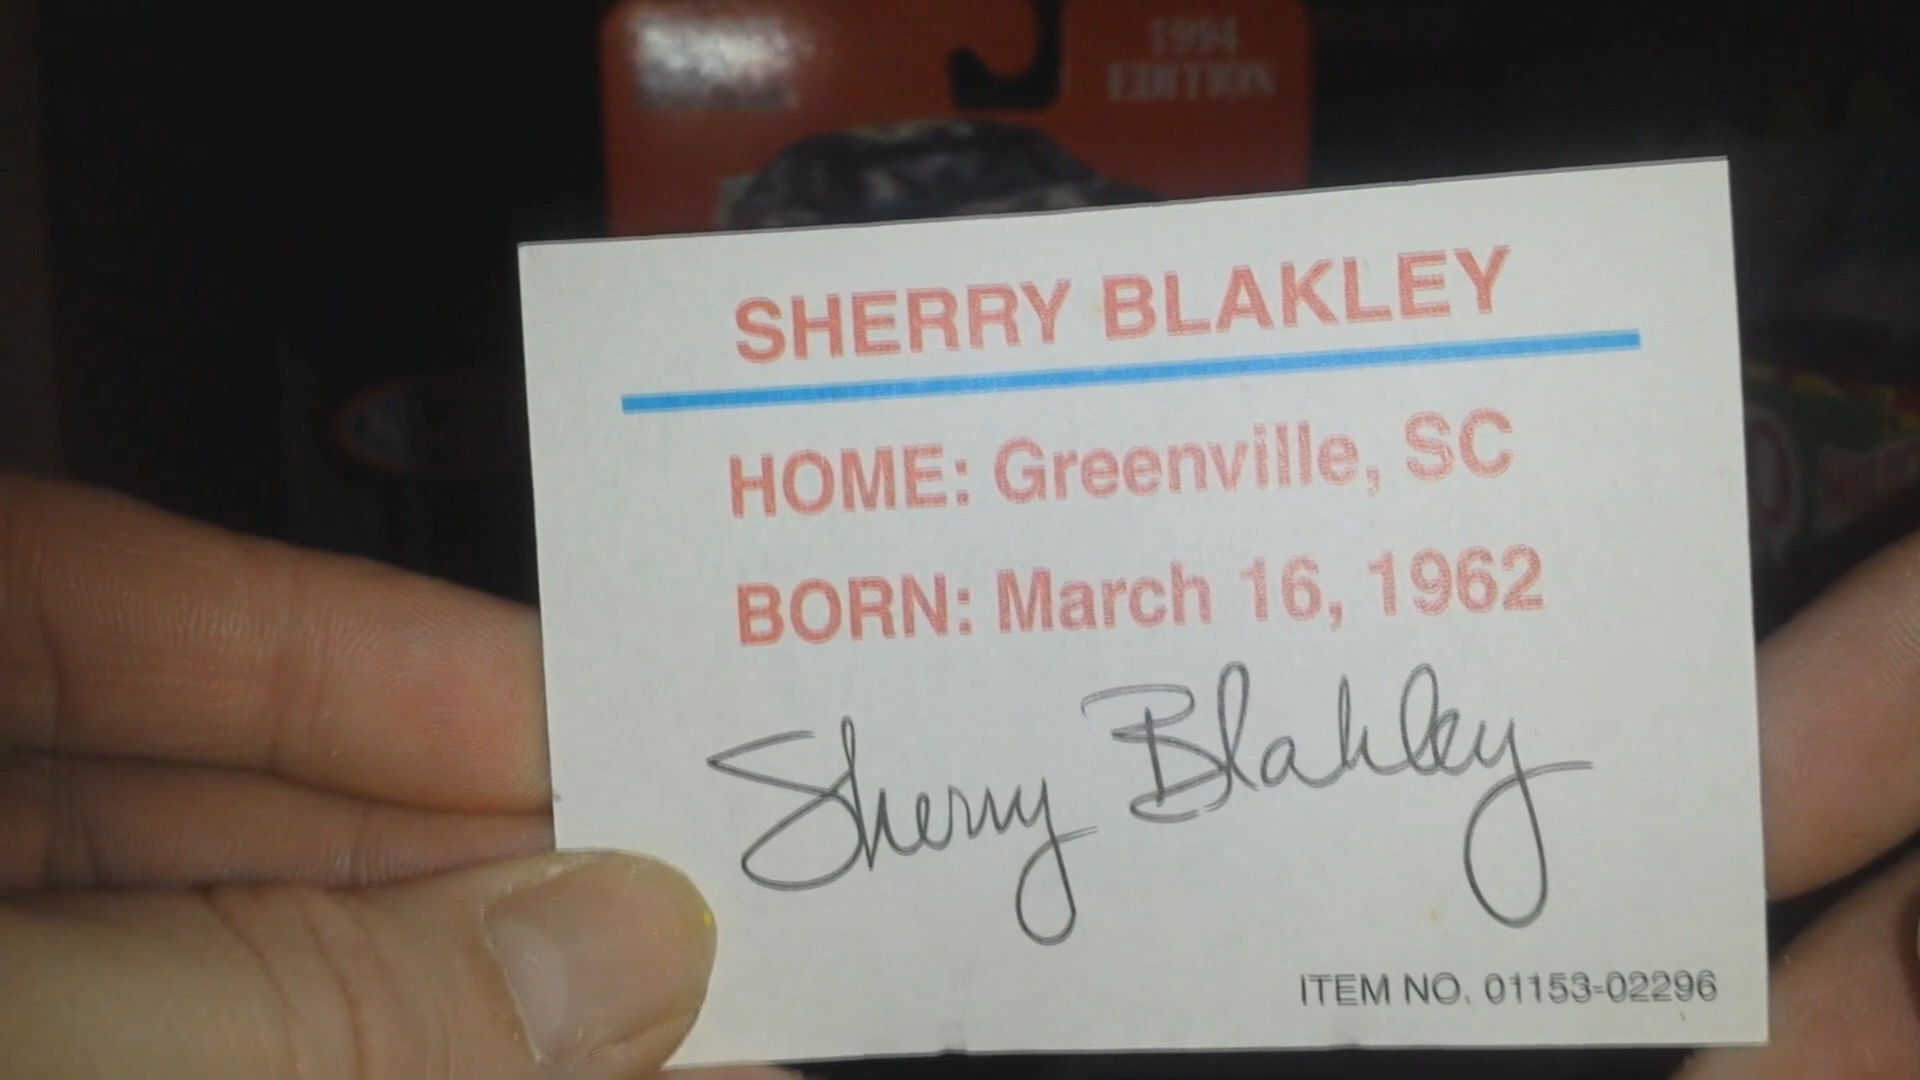 1994
EDITION
SHERRY BLAKLEY
HOME: Greenville, SC
BORN: March 16, 1962
Sherry Blakley
ITEM NO. 01153-02296